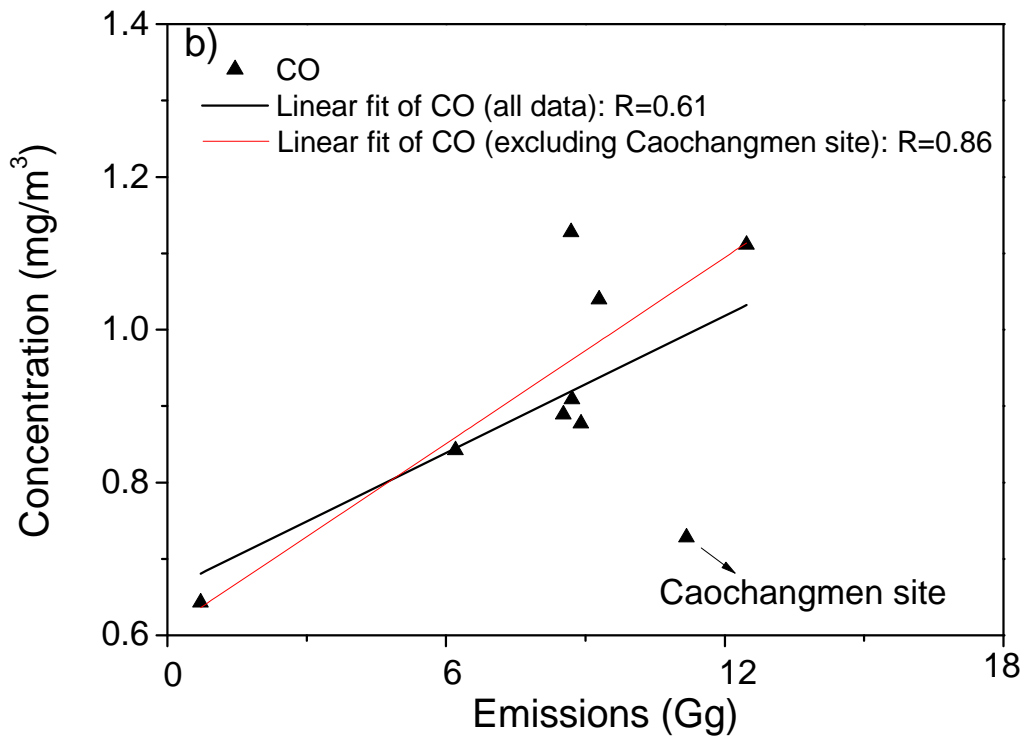 b)
CO
Linear fit of CO (all data): R=0.61
Linear fit of CO (excluding Caochangmen site): R=0.86
Concentration (mg/m³)
1.4
1.2
1.0
0.8
0.6
Caochangmen site
0
6
12
18
Emissions (Gg)